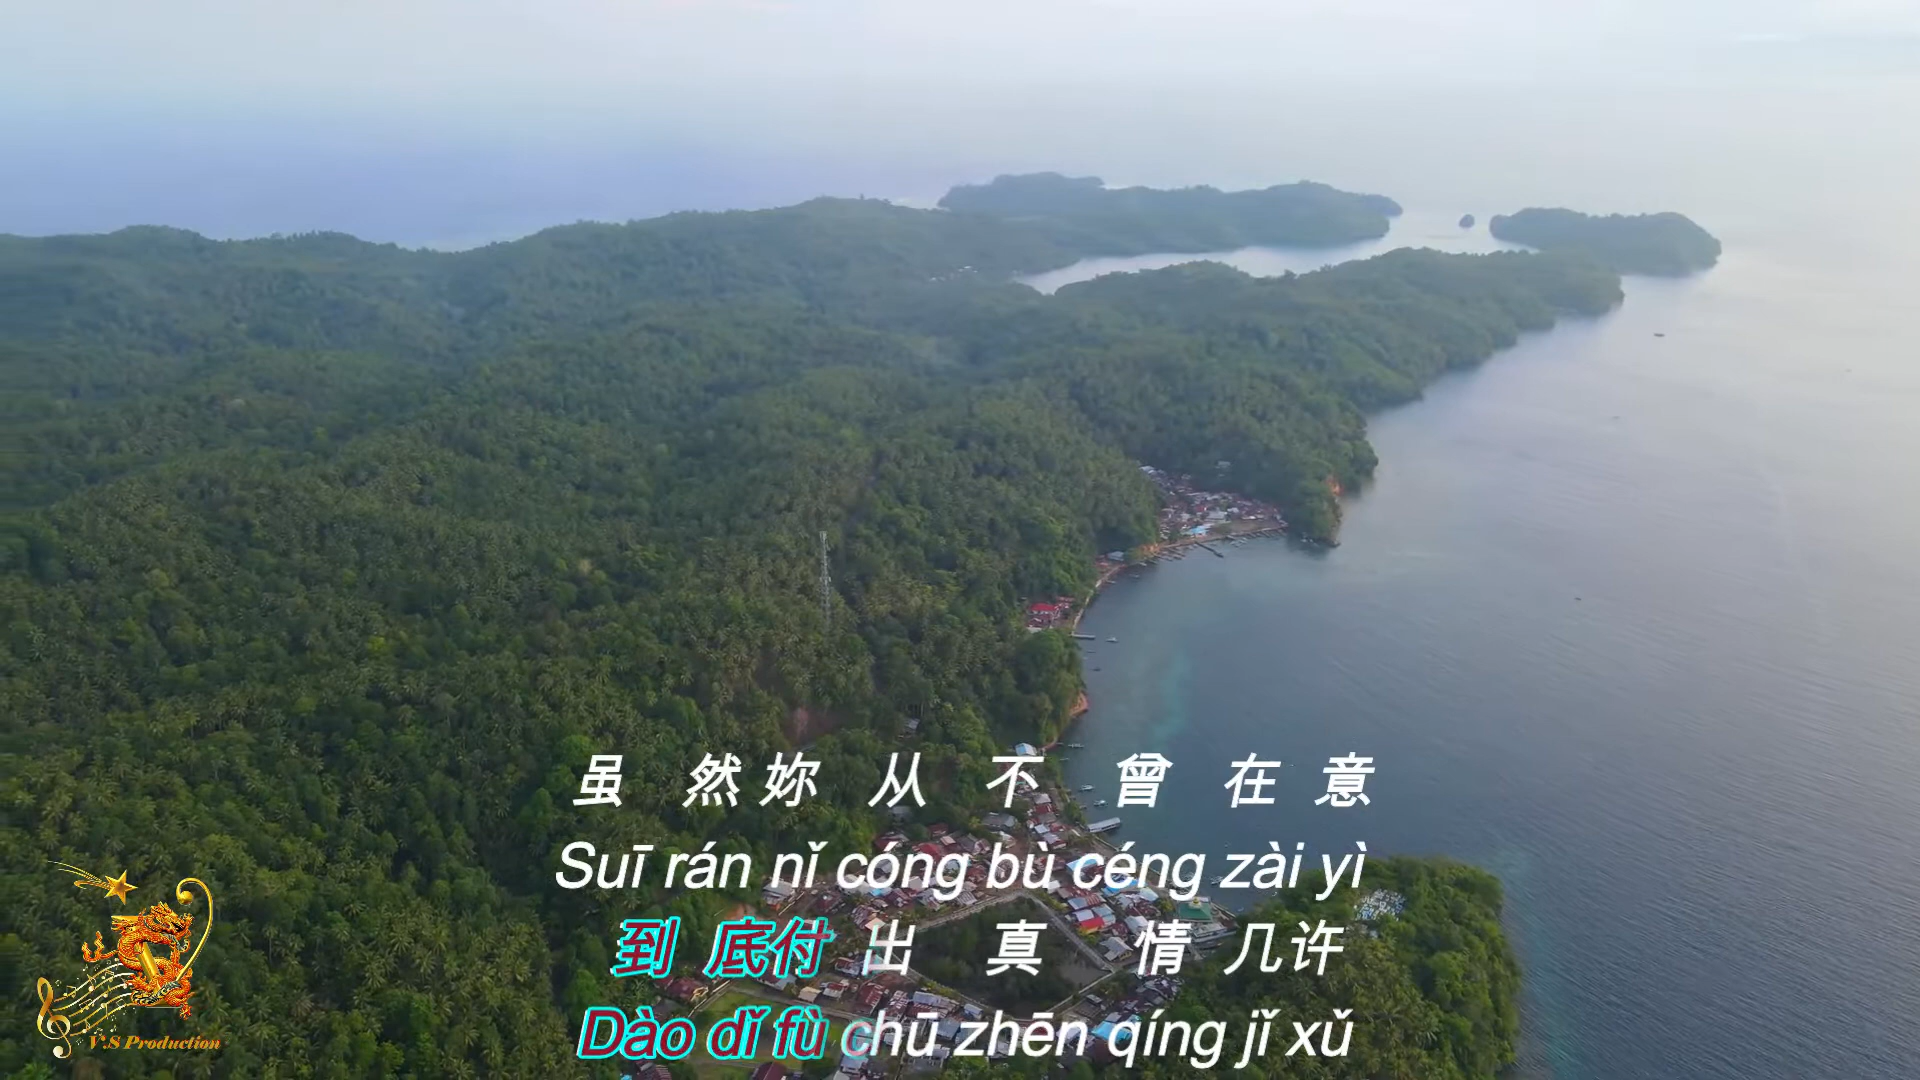 虽 然 妳 从 不 曾 在 意
Suī rán nǐ cóng bù céng zài yì
到 底 付 出 真 情 几 许
Dào dǐ fù chū zhēn qíng jǐ xǔ
V.S Production